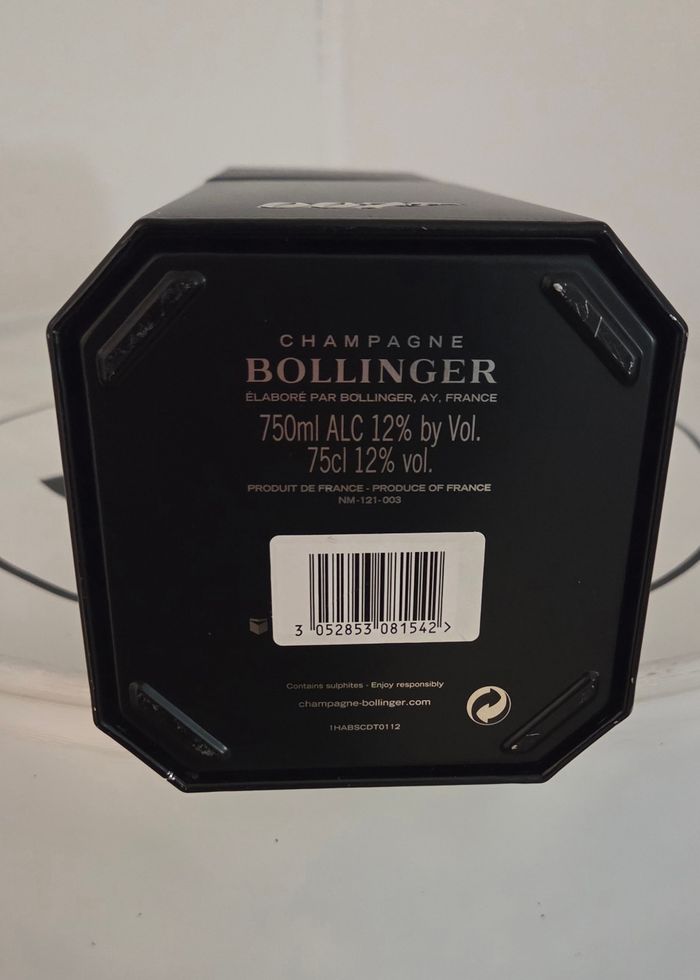 007
CHAMPAGNE
BOLLINGER
ÉLABORÉ PAR BOLLINGER, AY, FRANCE
750ml ALC 12% by Vol.
75cl 12% vol.
PRODUIT DE FRANCE - PRODUCE OF FRANCE
NM-121-003
3 052853 081542 >
Contains sulphites - Enjoy responsibly
champagne-bollinger.com
1HABSCDT0112